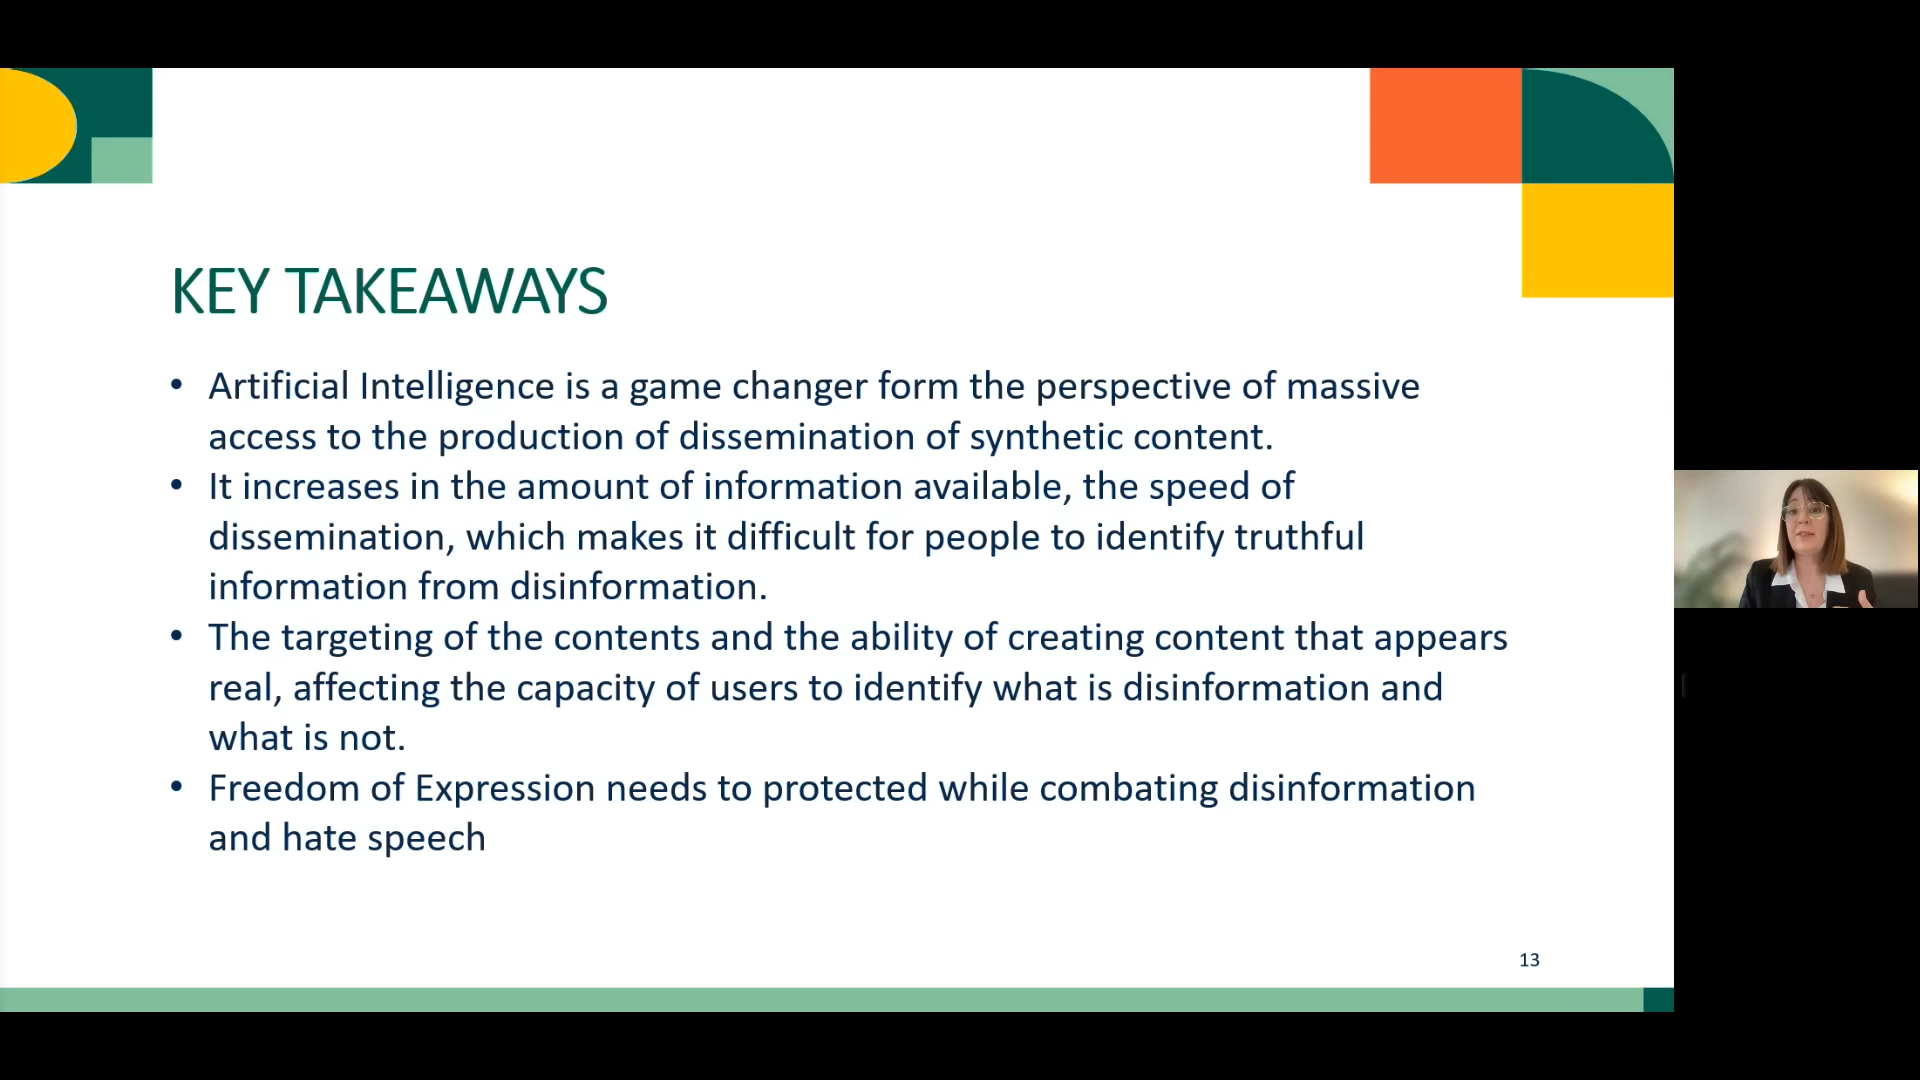 KEY TAKEAWAYS
• Artificial Intelligence is a game changer form the perspective of massive
access to the production of dissemination of synthetic content.
• It increases in the amount of information available, the speed of
dissemination, which makes it difficult for people to identify truthful
information from disinformation.
• The targeting of the contents and the ability of creating content that appears
real, affecting the capacity of users to identify what is disinformation and
what is not.
• Freedom of Expression needs to protected while combating disinformation
and hate speech
13